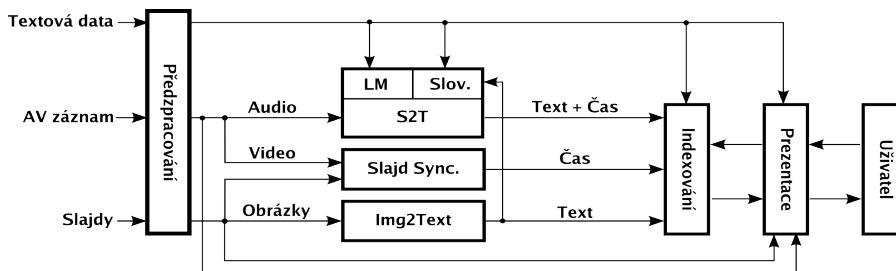 Textová data
AV záznam
Slajdy
Předzpracování
Audio
Video
Obrázky
LM
Slov.
S2T
Slajd Sync.
Img2Text
Text + Čas
Čas
Text
Indexování
Prezentace
Uživatel